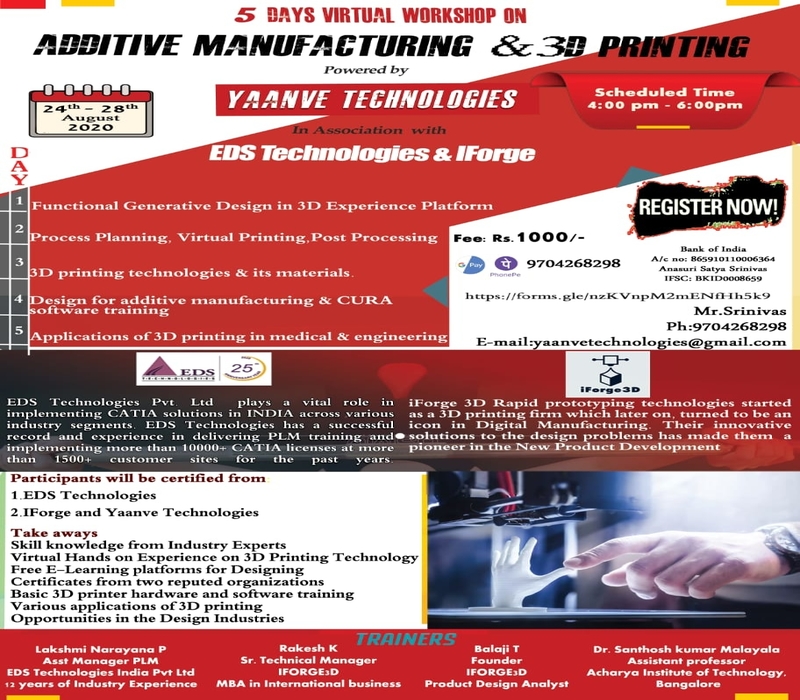 5 DAYS VIRTUAL WORKSHOP ON
ADDITIVE MANUFACTURING & 3D PRINTING
Powered by
YAANVE TECHNOLOGIES
In Association with
EDS Technologies & IForge
24th - 28th
August
2020
Scheduled Time
4:00 pm - 6:00pm
DAY
1 Functional Generative Design in 3D Experience Platform
2 Process Planning, Virtual Printing,Post Processing
3 3D printing technologies & its materials.
4 Design for additive manufacturing & CURA
software training
5 Applications of 3D printing in medical & engineering
REGISTER NOW!
Fee: Rs.1000/-
G Pay
पे
PhonePe
9704268298
Bank of India
A/c no: 865910110006364
Anasuri Satya Srinivas
IFSC: BKID0008659
https://forms.gle/nzKVnpM2mENfHh5k9
Mr.Srinivas
Ph:9704268298
E-mail:yaanvetechnologies@gmail.com
EDS
TECHNOLOGIES
25
iForge3D
EDS Technologies Pvt. Ltd plays a vital role in
implementing CATIA solutions in INDIA across various
industry segments. EDS Technologies has a successful
record and experience in delivering PLM training and
implementing more than 10000+ CATIA licenses at more
than 1500+ customer sites for the past years.
iForge 3D Rapid prototyping technologies started
as a 3D printing firm which later on, turned to be an
icon in Digital Manufacturing. Their innovative
solutions to the design problems has made them a
pioneer in the New Product Development
Participants will be certified from
1.EDS Technologies
2.IForge and Yaanve Technologies
Take aways
Skill knowledge from Industry Experts
Virtual Hands on Experience on 3D Printing Technology
Free E-Learning platforms for Designing
Certificates from two reputed organizations
Basic 3D printer hardware and software training
Various applications of 3D printing
Opportunities in the Design Industries
TRAINERS
Lakshmi Narayana P
Asst Manager PLM
EDS Technologies India Pvt Ltd
12 years of Industry Experience
Rakesh K
Sr. Technical Manager
IFORGE3D
MBA in International business
Balaji T
Founder
IFORGE3D
Product Design Analyst
Dr. Santhosh kumar Malayala
Assistant professor
Acharya Institute of Technology,
Bangalore